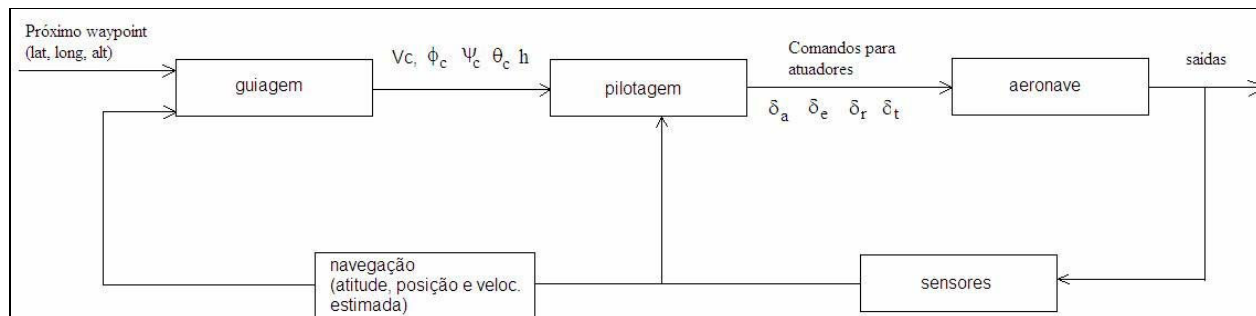 Próximo waypoint
(lat, long, alt)
guiagem
Vc, ϕc Ψc θc h
pilotagem
Comandos para
atuadores
δa δe δr δt
aeronave
saídas
navegação
(atitude, posição e veloc.
estimada)
sensores